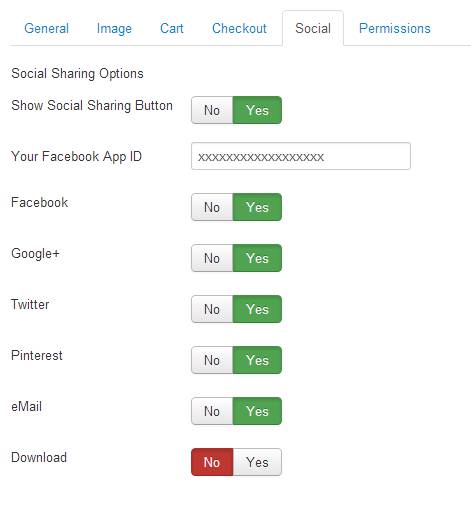 General Image Cart Checkout Social Permissions
Social Sharing Options
Show Social Sharing Button No Yes
Your Facebook App ID xxxxxxxxxxxxxxxxxx
Facebook No Yes
Google+ No Yes
Twitter No Yes
Pinterest No Yes
eMail No Yes
Download No Yes